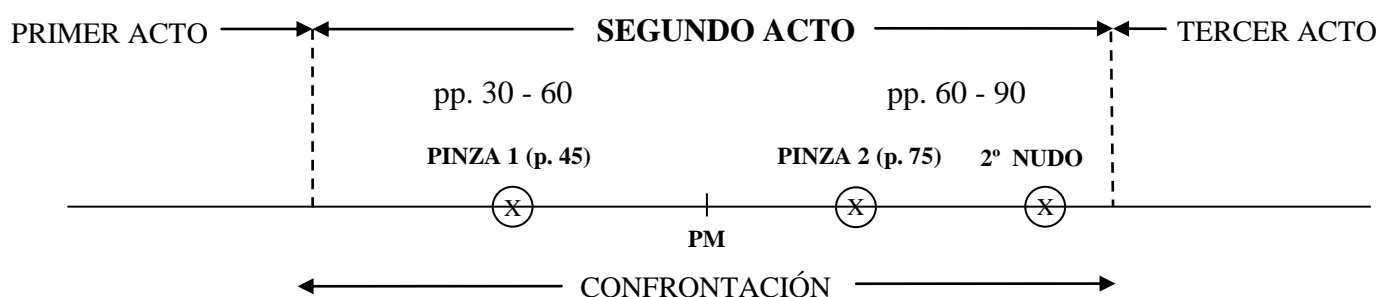 PRIMER ACTO SEGUNDO ACTO TERCER ACTO
pp. 30 - 60 pp. 60 - 90
PINZA 1 (p. 45) PINZA 2 (p. 75) 2º NUDO
X X X
PM
CONFRONTACIÓN